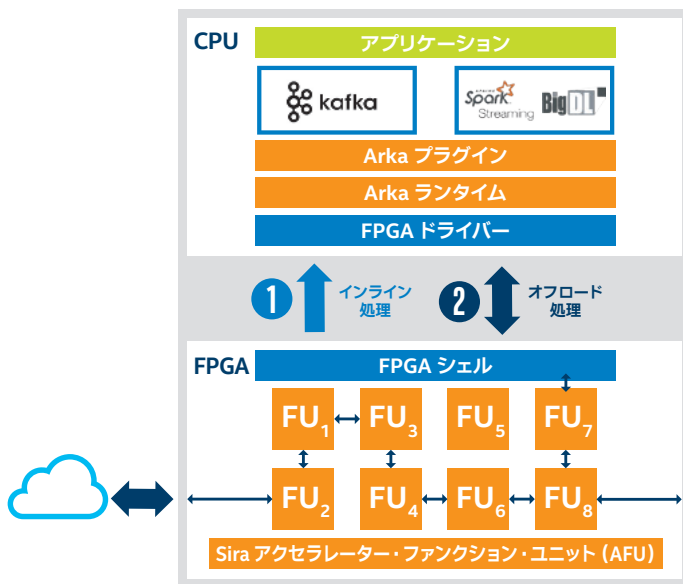 CPU
アプリケーション
kafka
Spark
Streaming
BigDL
Arka プラグイン
Arka ランタイム
FPGA ドライバー
1
インライン
処理
2
オフロード
処理
FPGA
FPGA シェル
FU1
FU3
FU5
FU7
FU2
FU4
FU6
FU8
Sira アクセラレーター・ファンクション・ユニット (AFU)